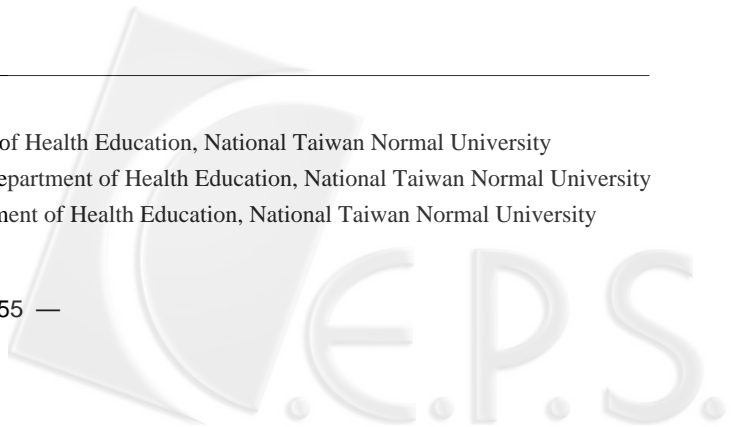 of Health Education, National Taiwan Normal University
epartment of Health Education, National Taiwan Normal University
ment of Health Education, National Taiwan Normal University
55 —
C.E.P.S.